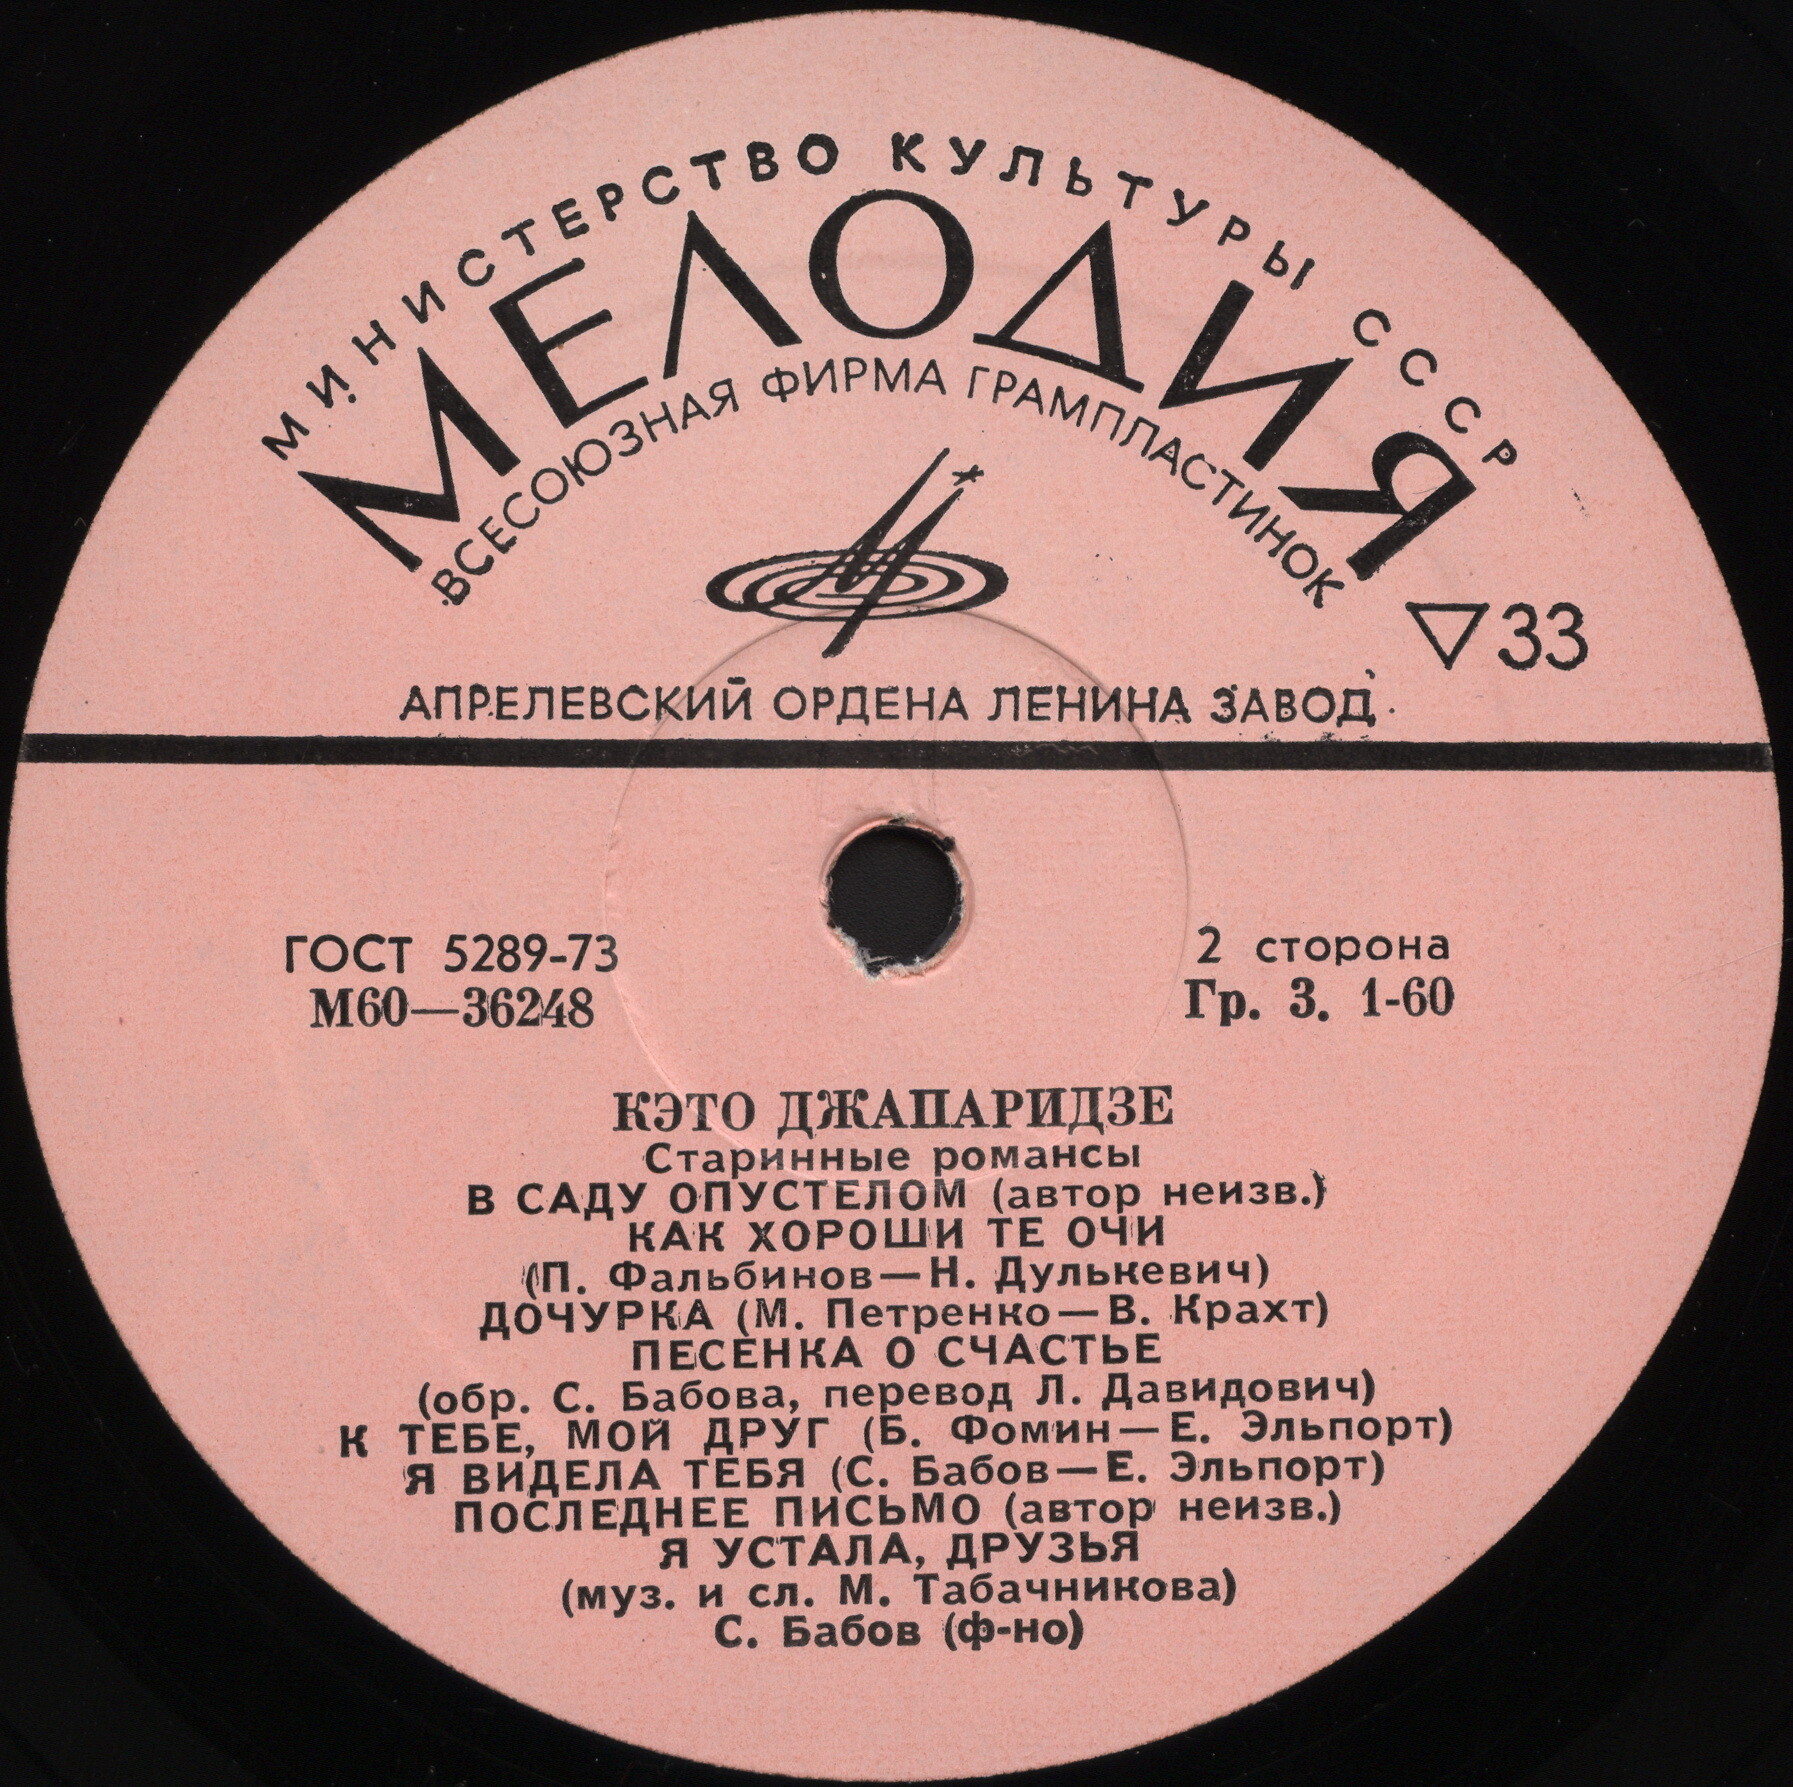 МИНИСТЕРСТВО КУЛЬТУРЫ СССР
МЕЛОДИЯ
ВСЕСОЮЗНАЯ ФИРМА ГРАМПЛАСТИНОК
▽33
АПРЕЛЕВСКИЙ ОРДЕНА ЛЕНИНА ЗАВОД
ГОСТ 5289-73
М60—36248
2 сторона
Гр. 3. 1-60
КЭТО ДЖАПАРИДЗЕ
Старинные романсы
В САДУ ОПУСТЕЛОМ (автор неизв.)
КАК ХОРОШИ ТЕ ОЧИ
(П. Фальбинов—Н. Дулькевич)
ДОЧУРКА (М. Петренко—В. Крахт)
ПЕСЕНКА О СЧАСТЬЕ
(обр. С. Бабова, перевод Л. Давидович)
К ТЕБЕ, МОЙ ДРУГ (Б. Фомин—Е. Эльпорт)
Я ВИДЕЛА ТЕБЯ (С. Бабов—Е. Эльпорт)
ПОСЛЕДНЕЕ ПИСЬМО (автор неизв.)
Я УСТАЛА, ДРУЗЬЯ
(муз. и сл. М. Табачникова)
С. Бабов (ф-но)